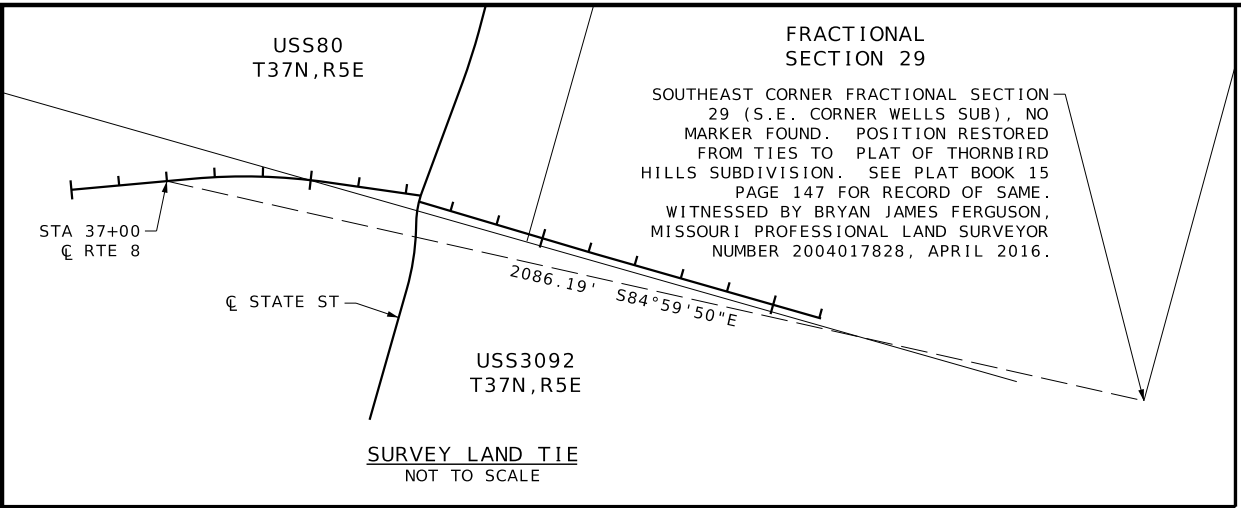 USS80
T37N,R5E
FRACTIONAL
SECTION 29
SOUTHEAST CORNER FRACTIONAL SECTION
29 (S.E. CORNER WELLS SUB), NO
MARKER FOUND. POSITION RESTORED
FROM TIES TO PLAT OF THORNBIRD
HILLS SUBDIVISION. SEE PLAT BOOK 15
PAGE 147 FOR RECORD OF SAME.
WITNESSED BY BRYAN JAMES FERGUSON,
MISSOURI PROFESSIONAL LAND SURVEYOR
NUMBER 2004017828, APRIL 2016.
STA 37+00
℄ RTE 8
2086.19' S84°59'50"E
℄ STATE ST
USS3092
T37N,R5E
SURVEY LAND TIE
NOT TO SCALE